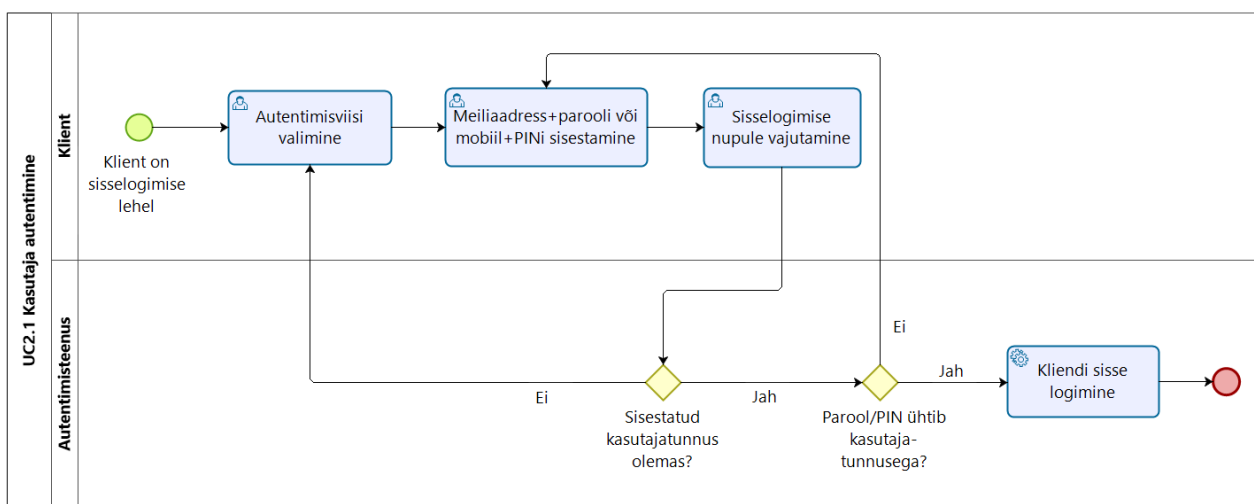 UC2.1 Kasutaja autentimine
Klient
Klient on
sisselogimise
lehel
Autentimisviisi
valimine
Meiliaadress+parooli või
mobiil+PINi sisestamine
Sisselogimise
nupule vajutamine
Autentimisteenus
Ei
Sisestatud
kasutajatunnus
olemas?
Jah
Parool/PIN ühtib
kasutaja-
tunnusega?
Ei
Jah
Kliendi sisse
logimine